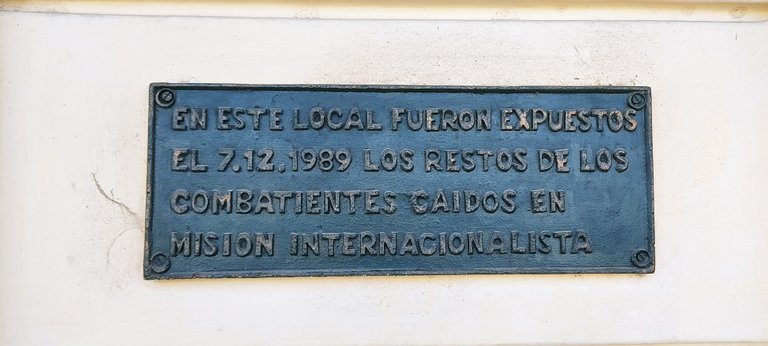 EN ESTE LOCAL FUERON EXPUESTOS
EL 7.12.1989 LOS RESTOS DE LOS
COMBATIENTES CAIDOS EN
MISION INTERNACIONALISTA